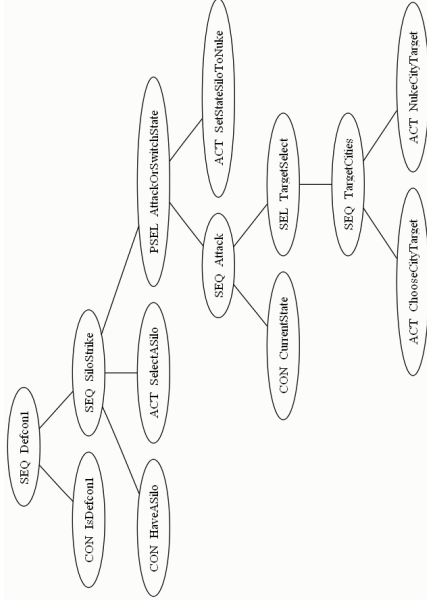 SEQ Defcon1
CON IsDefcon1
SEQ SiloStrike
CON HaveASilo
ACT SelectASilo
PSEL AttackOrSwitchState
SEQ Attack
ACT SetStateSiloToNuke
CON CurrentState
SEL TargetSelect
SEQ TargetCities
ACT ChooseCityTarget
ACT NukeCityTarget